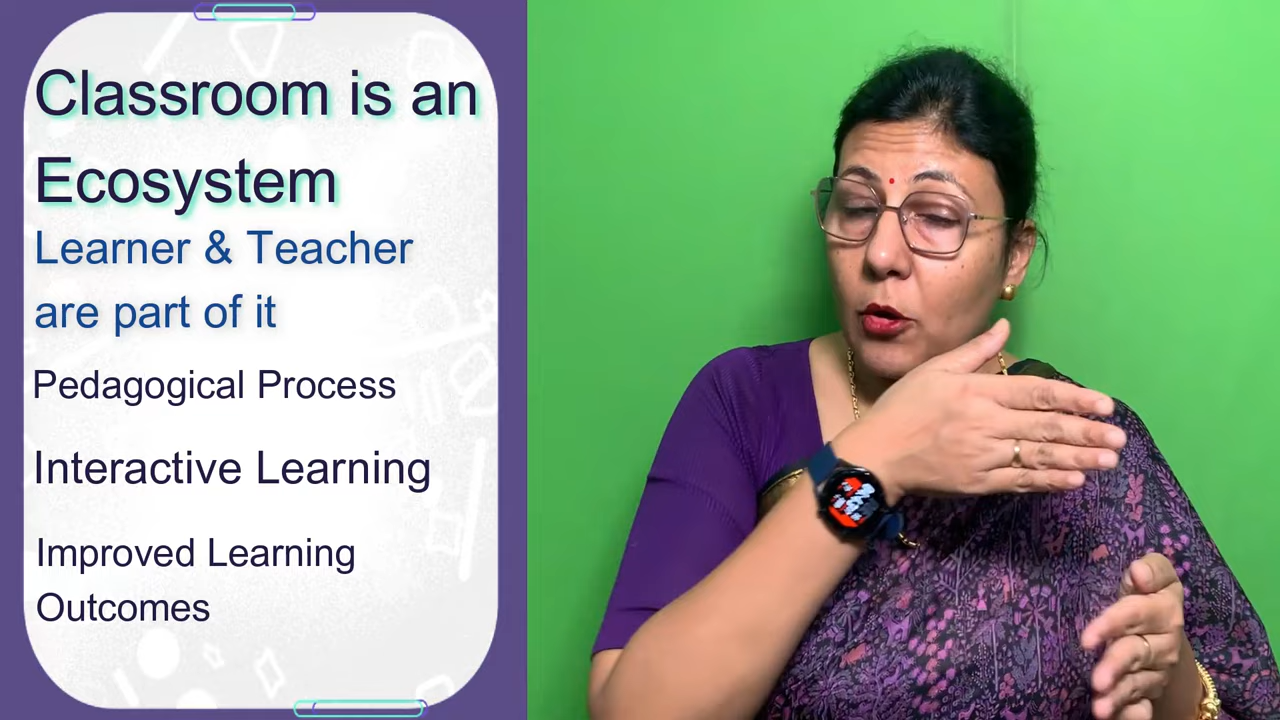 Classroom is an
Ecosystem
Learner & Teacher
are part of it
Pedagogical Process
Interactive Learning
Improved Learning
Outcomes